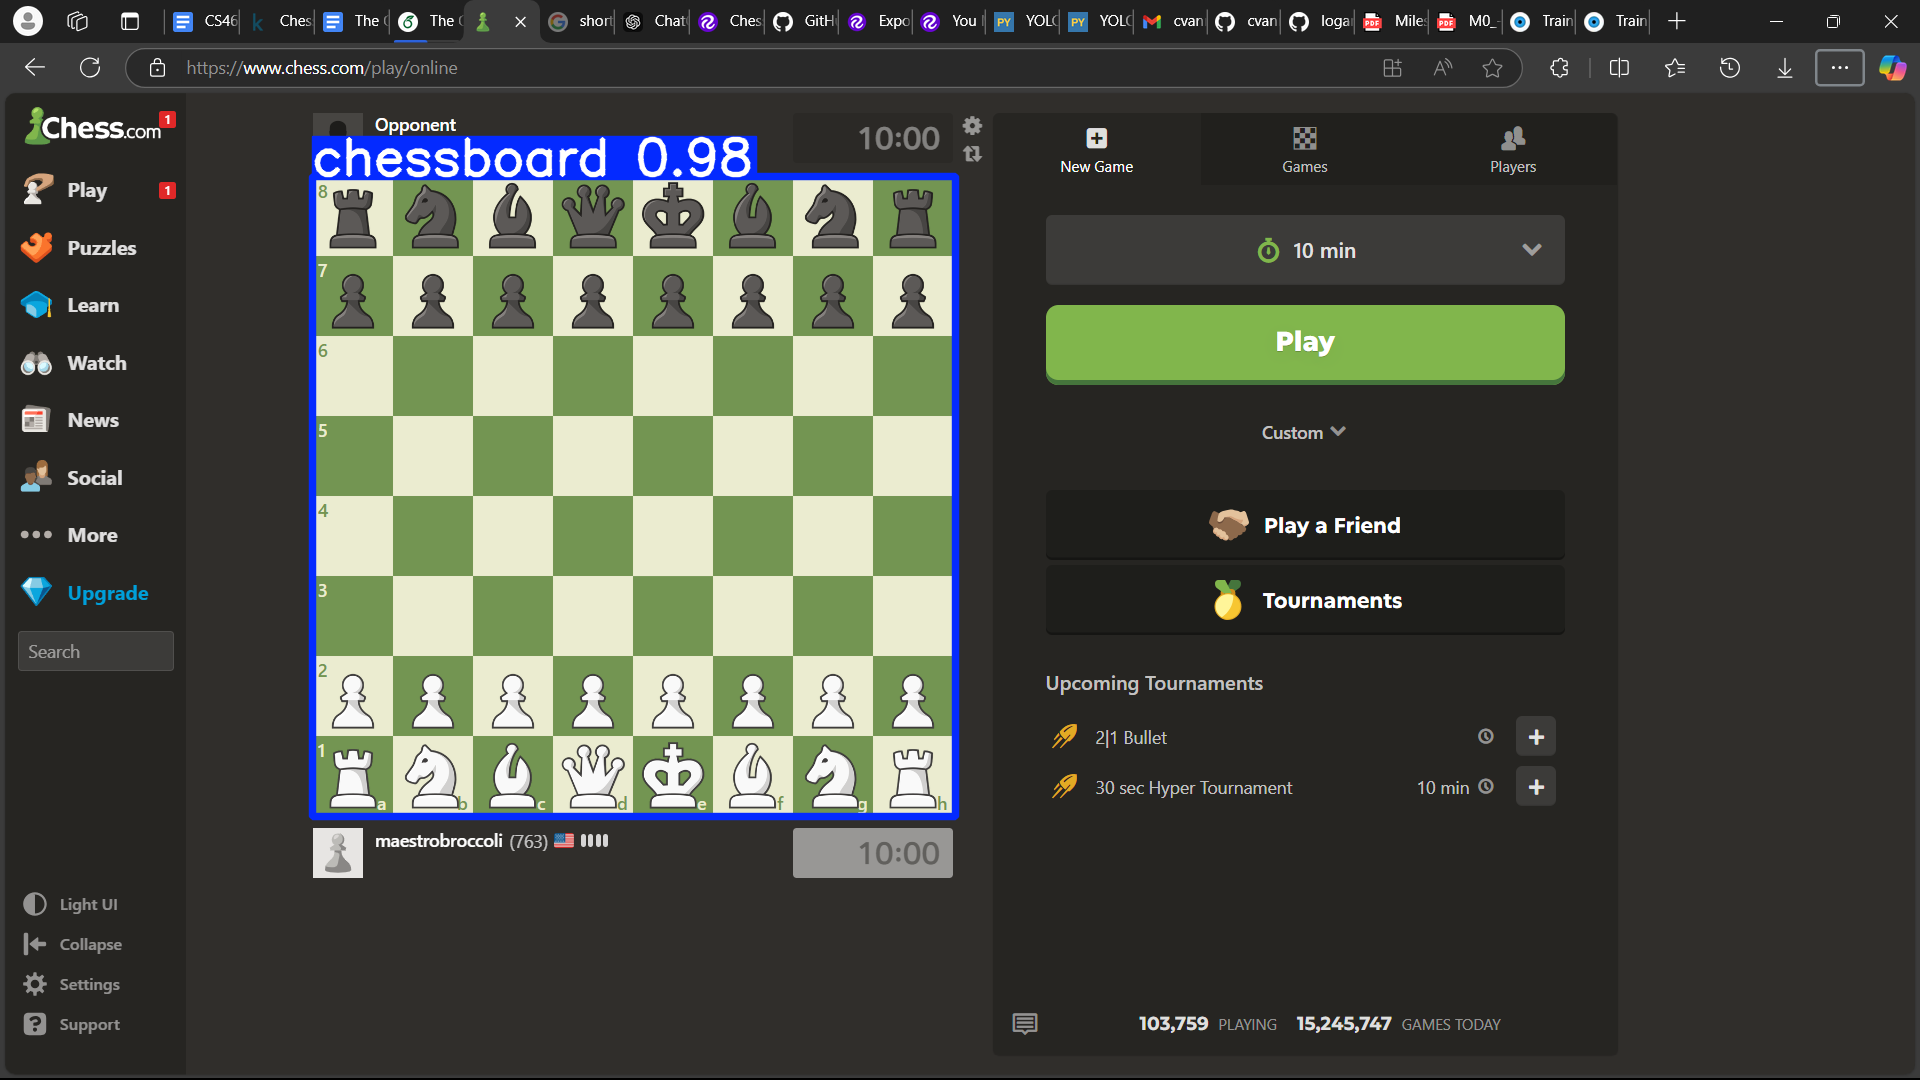 CS46
Ches
The
The
short
Chat
Ches
GitH
Expo
You
YOLO
YOLO
cvan
cvan
logar
Miles
M0_
Train
Train
https://www.chess.com/play/online
Chess.com
1
Play
1
Puzzles
Learn
Watch
News
Social
More
Upgrade
Search
Light UI
Collapse
Settings
Support
Opponent
10:00
chessboard 0.98
8
7
6
5
4
3
2
1
a
b
c
d
e
f
g
h
maestrobroccoli (763)
10:00
New Game
Games
Players
10 min
Play
Custom
Play a Friend
Tournaments
Upcoming Tournaments
2|1 Bullet
30 sec Hyper Tournament
10 min
103,759 PLAYING 15,245,747 GAMES TODAY